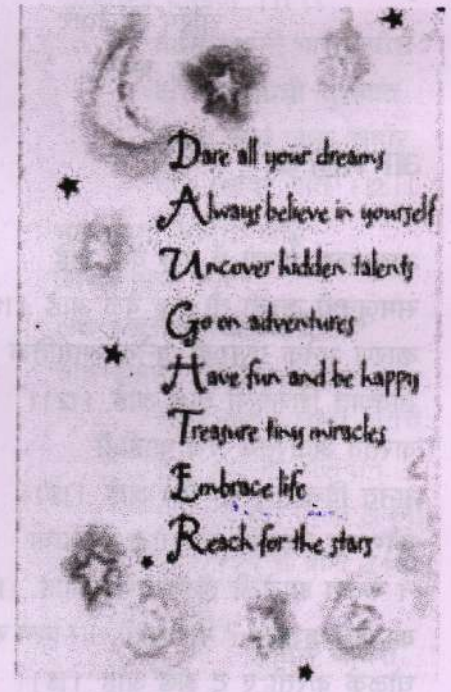 Dare all your dreams
Always believe in yourself
Uncover hidden talents
Go on adventures
Have fun and be happy
Treasure tiny miracles
Embrace life
Reach for the stars